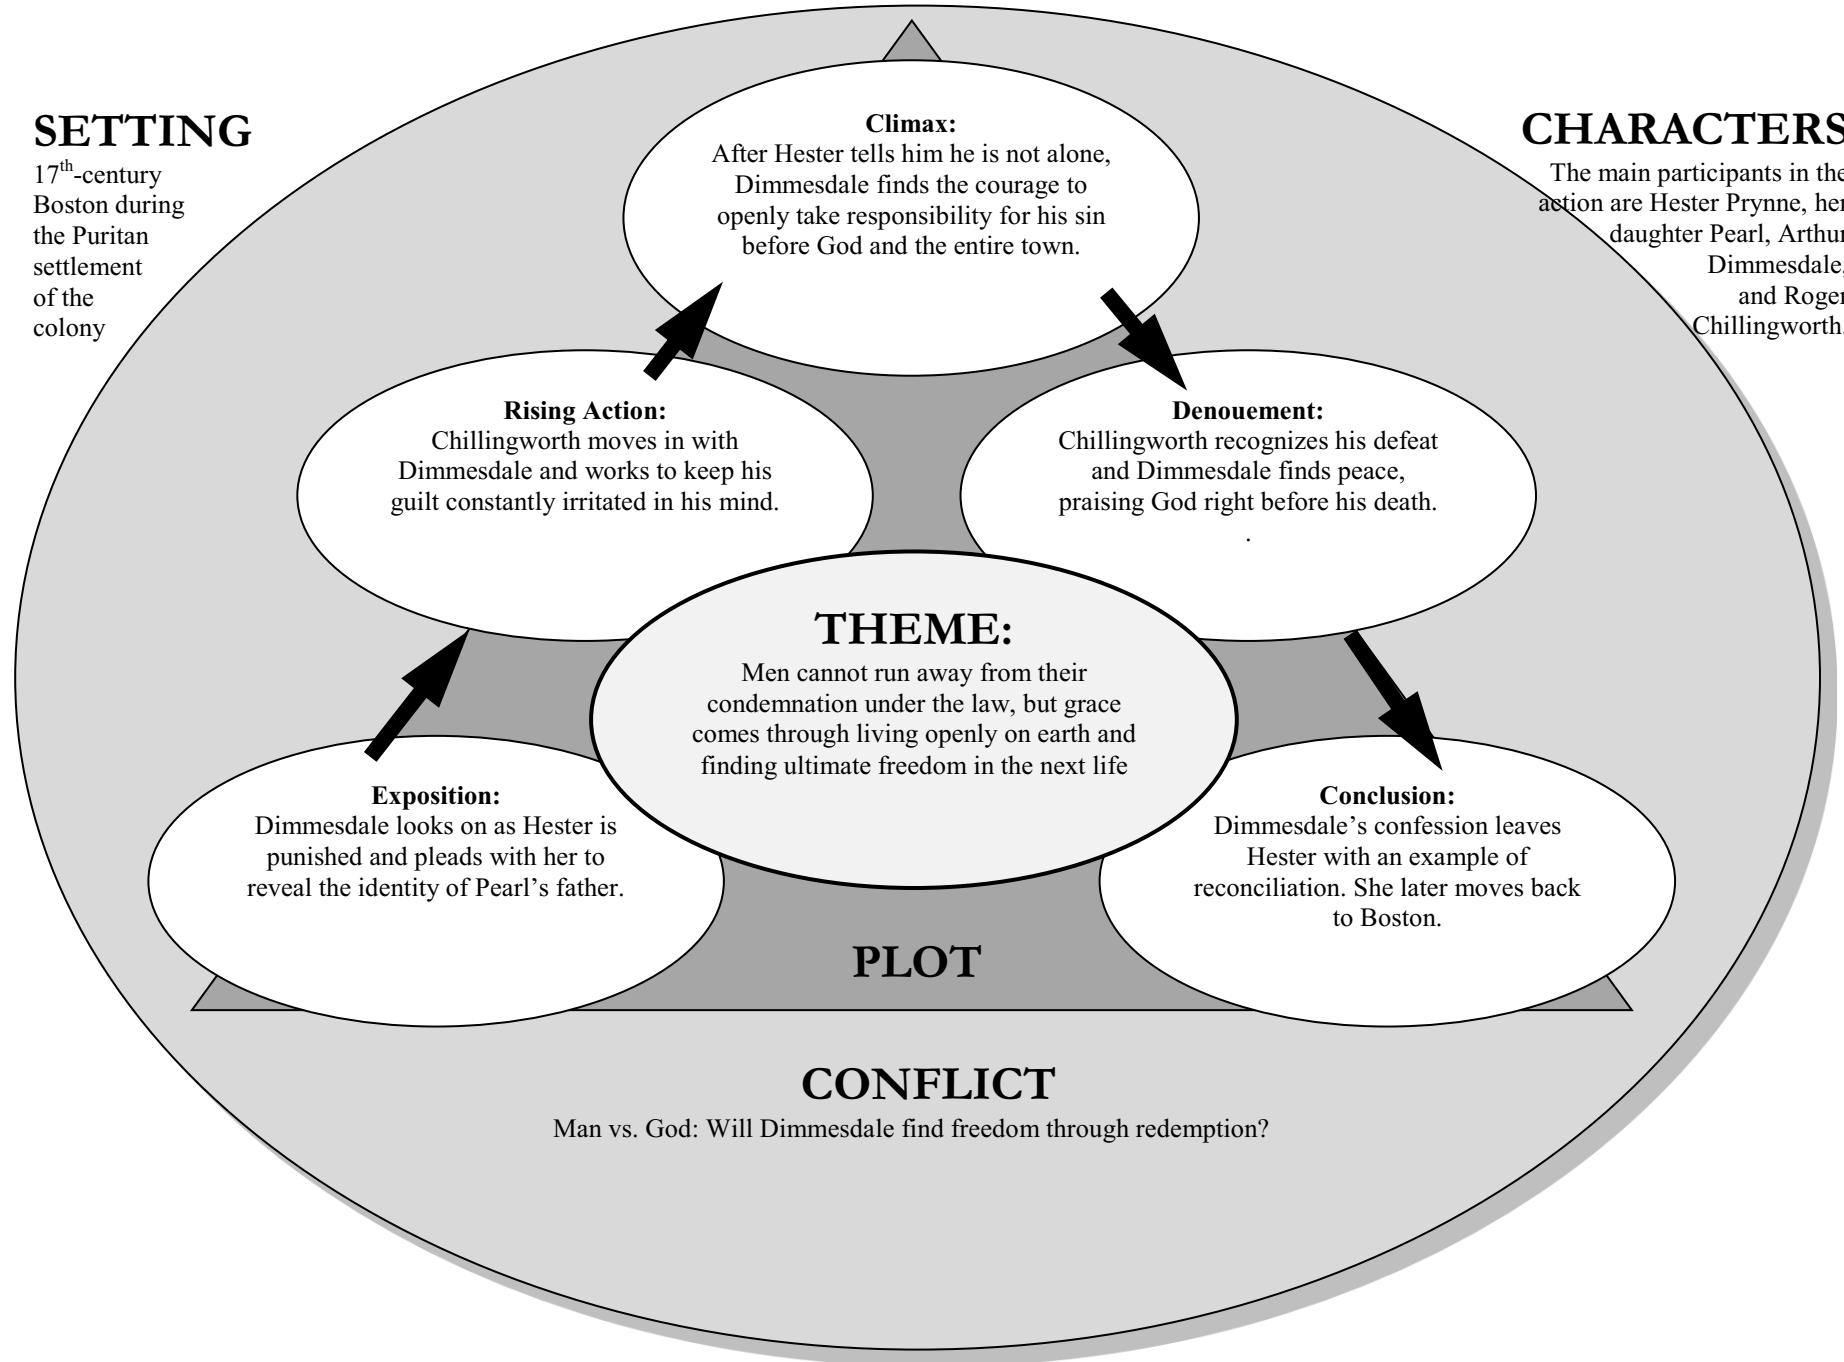 SETTING
17th-century
Boston during
the Puritan
settlement
of the
colony
CHARACTERS
The main participants in the
action are Hester Prynne, her
daughter Pearl, Arthur
Dimmesdale,
and Roger
Chillingworth.
Climax:
After Hester tells him he is not alone,
Dimmesdale finds the courage to
openly take responsibility for his sin
before God and the entire town.
Rising Action:
Chillingworth moves in with
Dimmesdale and works to keep his
guilt constantly irritated in his mind.
Denouement:
Chillingworth recognizes his defeat
and Dimmesdale finds peace,
praising God right before his death.
.
THEME:
Men cannot run away from their
condemnation under the law, but grace
comes through living openly on earth and
finding ultimate freedom in the next life
Exposition:
Dimmesdale looks on as Hester is
punished and pleads with her to
reveal the identity of Pearl’s father.
Conclusion:
Dimmesdale’s confession leaves
Hester with an example of
reconciliation. She later moves back
to Boston.
PLOT
CONFLICT
Man vs. God: Will Dimmesdale find freedom through redemption?